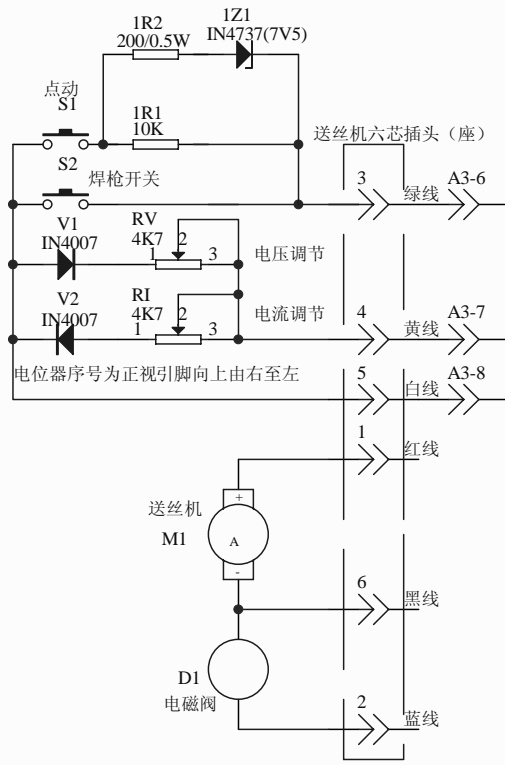 1R2
200/0.5W
1Z1
IN4737(7V5)
点动
S1
1R1
10K
S2
焊枪开关
送丝机六芯插头（座）
3
绿线
A3-6
V1
IN4007
RV
4K7
1
2
3
电压调节
V2
IN4007
RI
4K7
1
2
3
电流调节
4
黄线
A3-7
电位器序号为正视引脚向上由右至左
5
白线
A3-8
1
红线
送丝机
M1
+
A
-
6
黑线
D1
电磁阀
2
蓝线